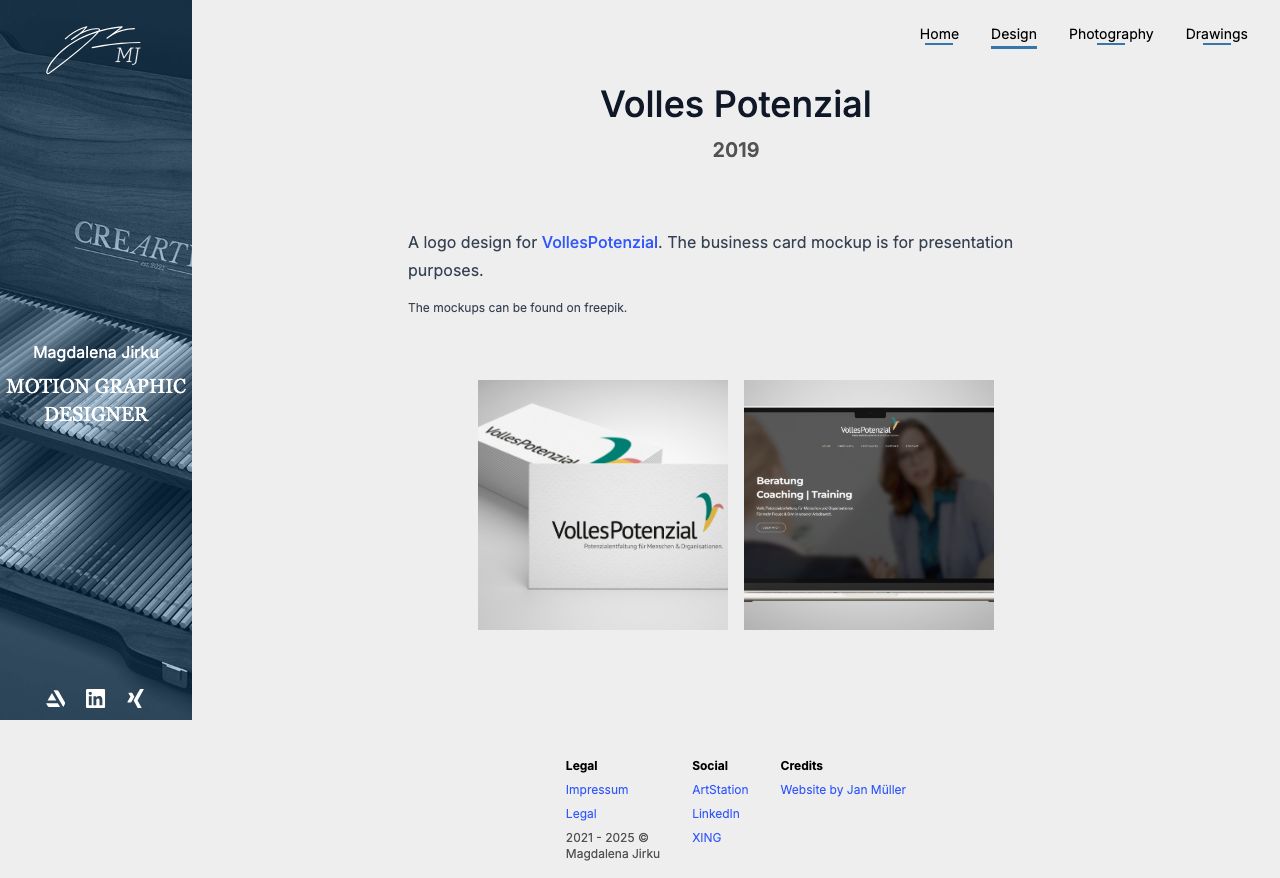 MJ
CREARTI
est. 2021
Magdalena Jirku
MOTION GRAPHIC
DESIGNER
Home
Design
Photography
Drawings
Volles Potenzial
2019
A logo design for VollesPotenzial. The business card mockup is for presentation
purposes.
The mockups can be found on freepik.
VollesPotenzial
VollesPotenzial
Potenzialentfaltung für Menschen & Organisationen.
VollesPotenzial
Beratung
Coaching | Training
Legal
Impressum
Legal
2021 - 2025 ©
Magdalena Jirku
Social
ArtStation
LinkedIn
XING
Credits
Website by Jan Müller